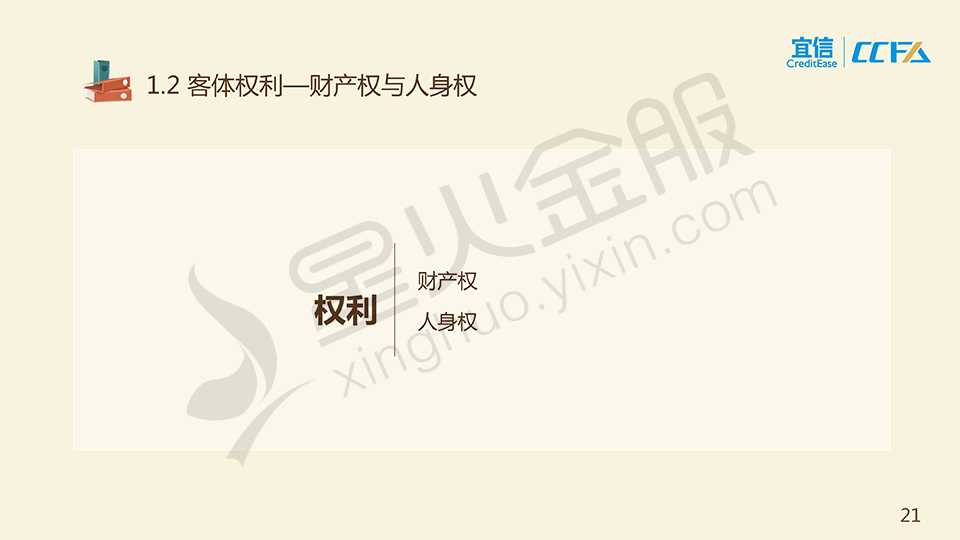 宜信
CreditEase
CCFA
1.2 客体权利—财产权与人身权
星火金服
xinghuo.yixin.com
权利
财产权
人身权
21